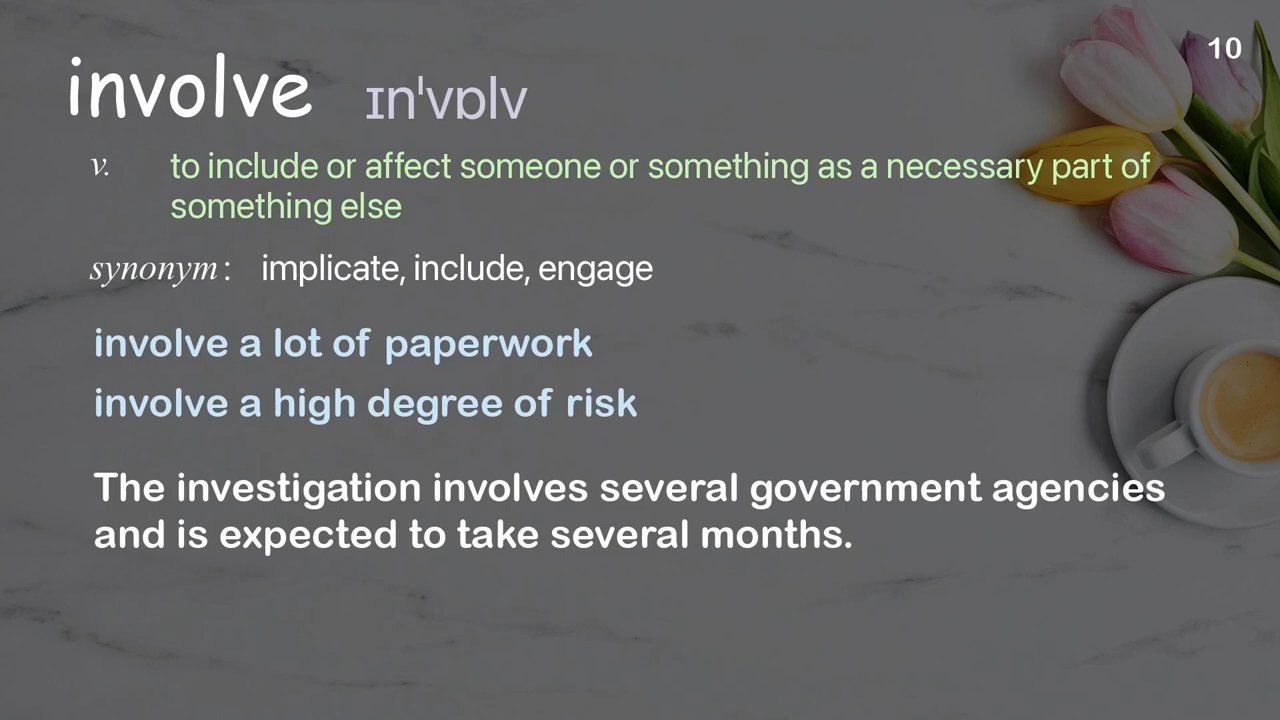 10
involve ɪnˈvɒlv
v. to include or affect someone or something as a necessary part of
something else
synonym : implicate, include, engage
involve a lot of paperwork
involve a high degree of risk
The investigation involves several government agencies
and is expected to take several months.